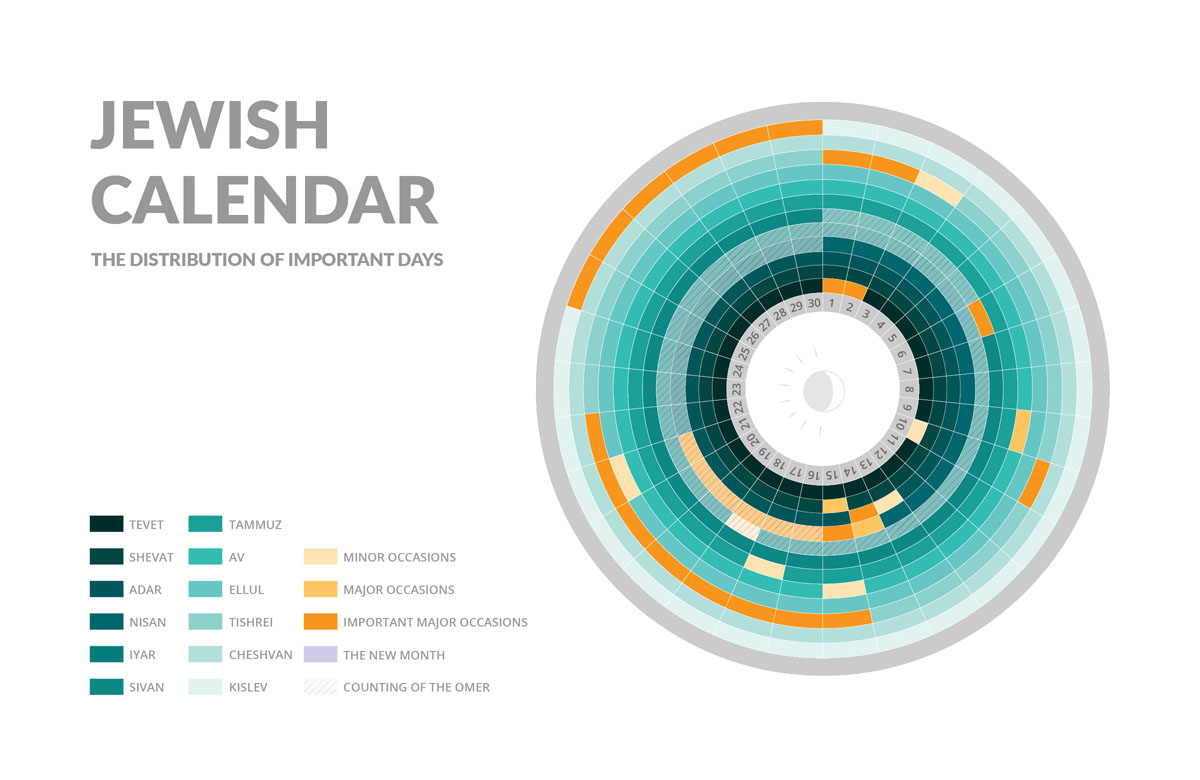 JEWISH
CALENDAR
THE DISTRIBUTION OF IMPORTANT DAYS
TEVET
SHEVAT
ADAR
NISAN
IYAR
SIVAN
TAMMUZ
AV
ELLUL
TISHREI
CHESHVAN
KISLEV
MINOR OCCASIONS
MAJOR OCCASIONS
IMPORTANT MAJOR OCCASIONS
THE NEW MONTH
COUNTING OF THE OMER
1 2 3 4 5 6 7 8 9 10 11 12 13 14 15 16 17 18 19 20 21 22 23 24 25 26 27 28 29 30